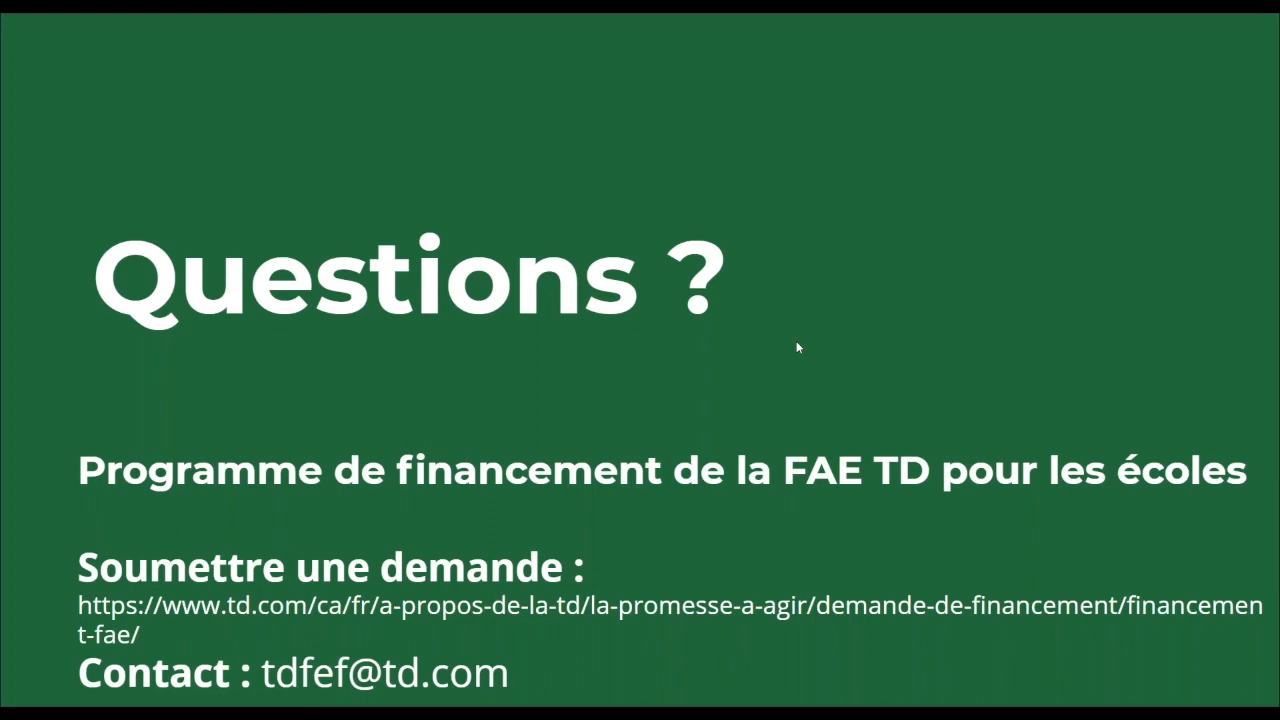 Questions ?
Programme de financement de la FAE TD pour les écoles
Soumettre une demande :
https://www.td.com/ca/fr/a-propos-de-la-td/la-promesse-a-agir/demande-de-financement/financemen
t-fae/
Contact : tdfef@td.com